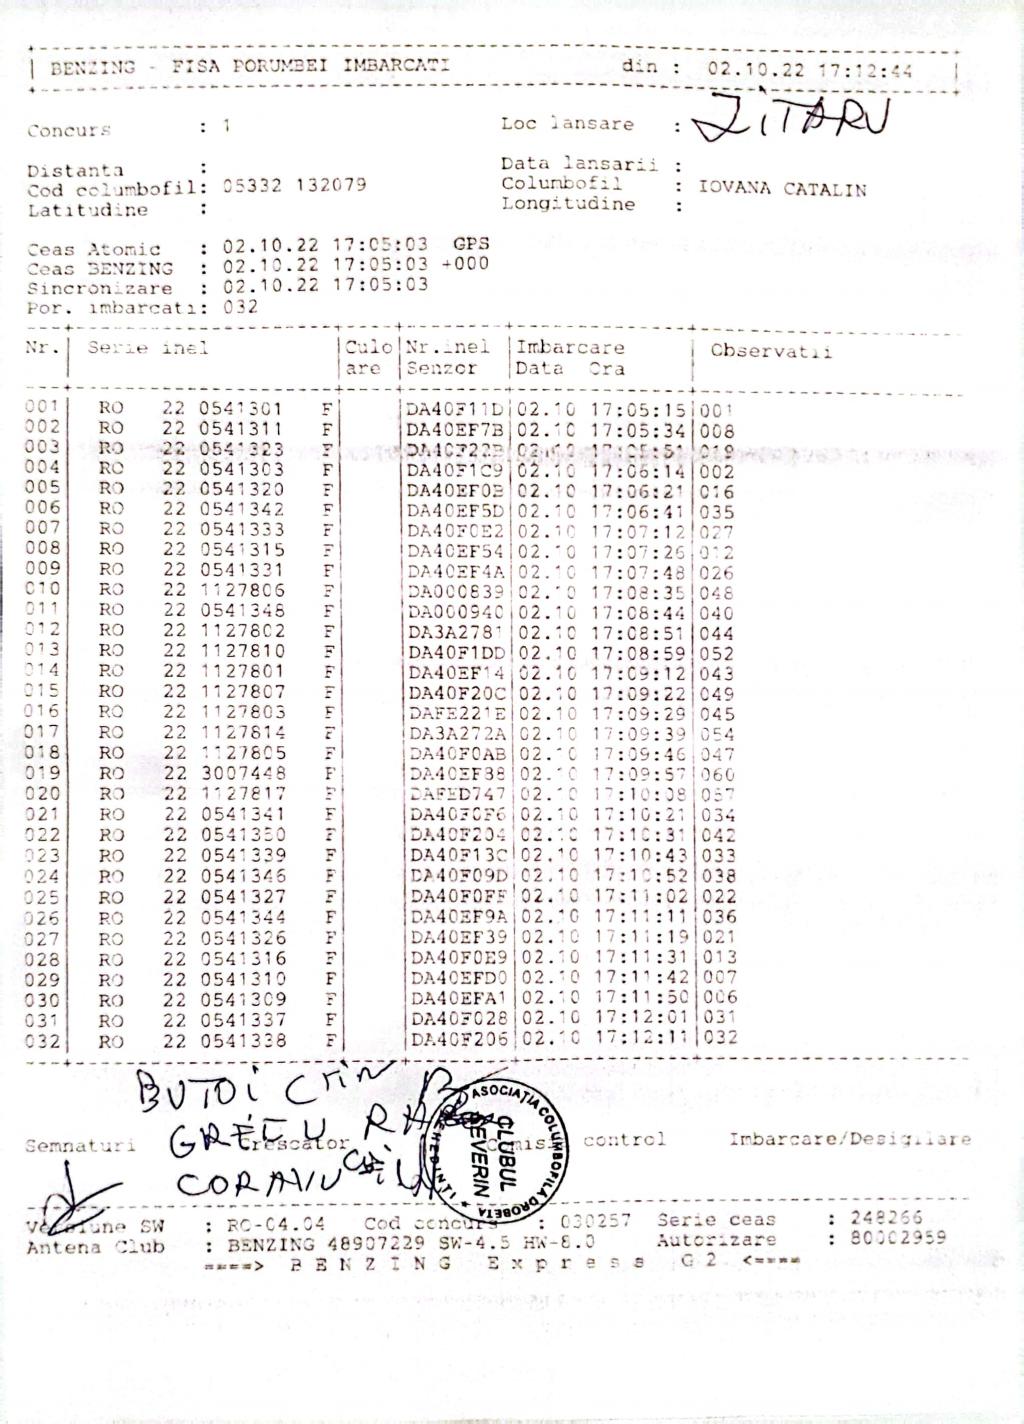 BENZING - FISA PORUMBEI IMBARCATI din : 02.10.22 17:12:44
Concurs : 1 Loc lansare : JITARU
Distanta : Data lansarii :
Cod columbofil: 05332 132079 Columbofil : IOVANA CATALIN
Latitudine : Longitudine :
Ceas Atomic : 02.10.22 17:05:03 GPS
Ceas BENZING : 02.10.22 17:05:03 +000
Sincronizare : 02.10.22 17:05:03
Por. imbarcati: 032
Nr. Serie inel Culo Nr.inel Imbarcare Observatii
are Senzor Data Ora
001 RO 22 0541301 F DA40F11D 02.10 17:05:15 001
002 RO 22 0541311 F DA40EF7B 02.10 17:05:34 008
003 RO 22 0541323 F DA40F22B 02.10 17:05:51 019
004 RO 22 0541303 F DA40F1C9 02.10 17:06:14 002
005 RO 22 0541320 F DA40EF0B 02.10 17:06:21 016
006 RO 22 0541342 F DA40EF5D 02.10 17:06:41 035
007 RO 22 0541333 F DA40F0E2 02.10 17:07:12 027
008 RO 22 0541315 F DA40EF54 02.10 17:07:26 012
009 RO 22 0541331 F DA40EF4A 02.10 17:07:48 026
010 RO 22 1127806 F DA000839 02.10 17:08:35 048
011 RO 22 0541348 F DA000940 02.10 17:08:44 040
012 RO 22 1127802 F DA3A2781 02.10 17:08:51 044
013 RO 22 1127810 F DA40F1DD 02.10 17:08:59 052
014 RO 22 1127801 F DA40EF14 02.10 17:09:12 043
015 RO 22 1127807 F DA40F20C 02.10 17:09:22 049
016 RO 22 1127803 F DAFE221E 02.10 17:09:29 045
017 RO 22 1127814 F DA3A272A 02.10 17:09:39 054
018 RO 22 1127805 F DA40F0AB 02.10 17:09:46 047
019 RO 22 3007448 F DA40EF88 02.10 17:09:57 060
020 RO 22 1127817 F DAFED747 02.10 17:10:08 057
021 RO 22 0541341 F DA40F0F6 02.10 17:10:21 034
022 RO 22 0541350 F DA40F204 02.10 17:10:31 042
023 RO 22 0541339 F DA40F13C 02.10 17:10:43 033
024 RO 22 0541346 F DA40F09D 02.10 17:10:52 038
025 RO 22 0541327 F DA40F0FF 02.10 17:11:02 022
026 RO 22 0541344 F DA40EF9A 02.10 17:11:11 036
027 RO 22 0541326 F DA40EF39 02.10 17:11:19 021
028 RO 22 0541316 F DA40F0E9 02.10 17:11:31 013
029 RO 22 0541310 F DA40EFD0 02.10 17:11:42 007
030 RO 22 0541309 F DA40EFA1 02.10 17:11:50 006
031 RO 22 0541337 F DA40F028 02.10 17:12:01 031
032 RO 22 0541338 F DA40F206 02.10 17:12:11 032
BUTOI
ASOCIATIA COLUMBOFILA DROBETA
CLUBUL
SEVERIN
Semnaturi Crescator Comisia control Imbarcare/Desigilare
Versiune SW : RO-04.04 Cod concurs : 030257 Serie ceas : 248266
Antena Club : BENZING 48907229 SW-4.5 HW-8.0 Autorizare : 80002959
====> BENZING Express G2 <====